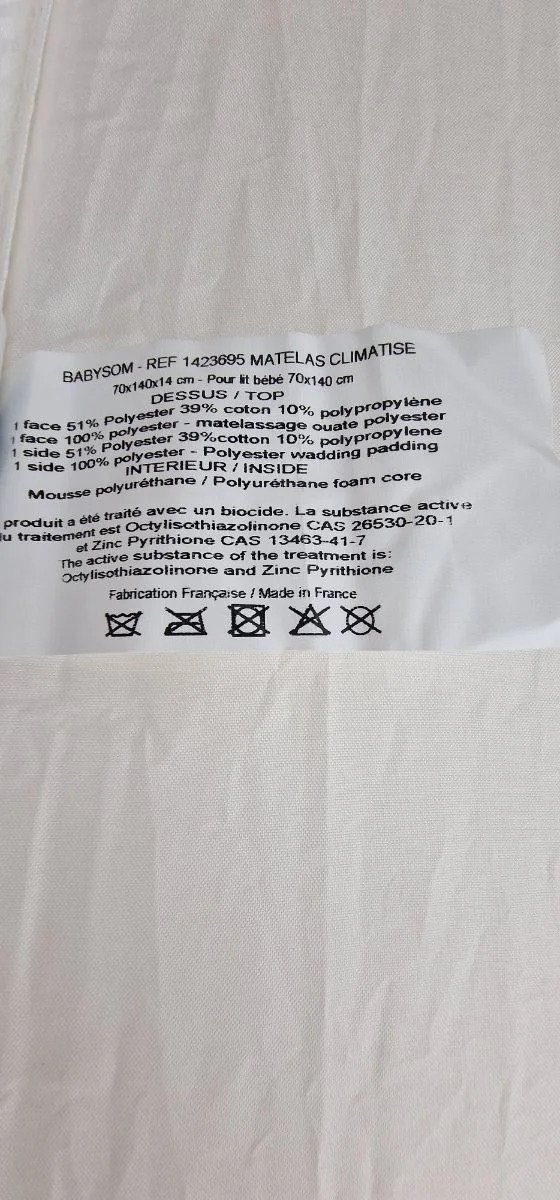 BABYSOM - REF 1423695 MATELAS CLIMATISE
70x140x14 cm - Pour lit bébé 70x140 cm
DESSUS / TOP
1 face 51% Polyester 39% coton 10% polypropylène
1 face 100% polyester - matelassage ouate polyester
1 side 51% Polyester 39%cotton 10% polypropylene
1 side 100% polyester - Polyester wadding padding
INTERIEUR / INSIDE
Mousse polyuréthane / Polyuréthane foam core
produit a été traité avec un biocide. La substance active
du traitement est Octylisothiazolinone CAS 26530-20-1
et Zinc Pyrithione CAS 13463-41-7
The active substance of the treatment is:
Octylisothiazolinone and Zinc Pyrithione
Fabrication Française / Made in France